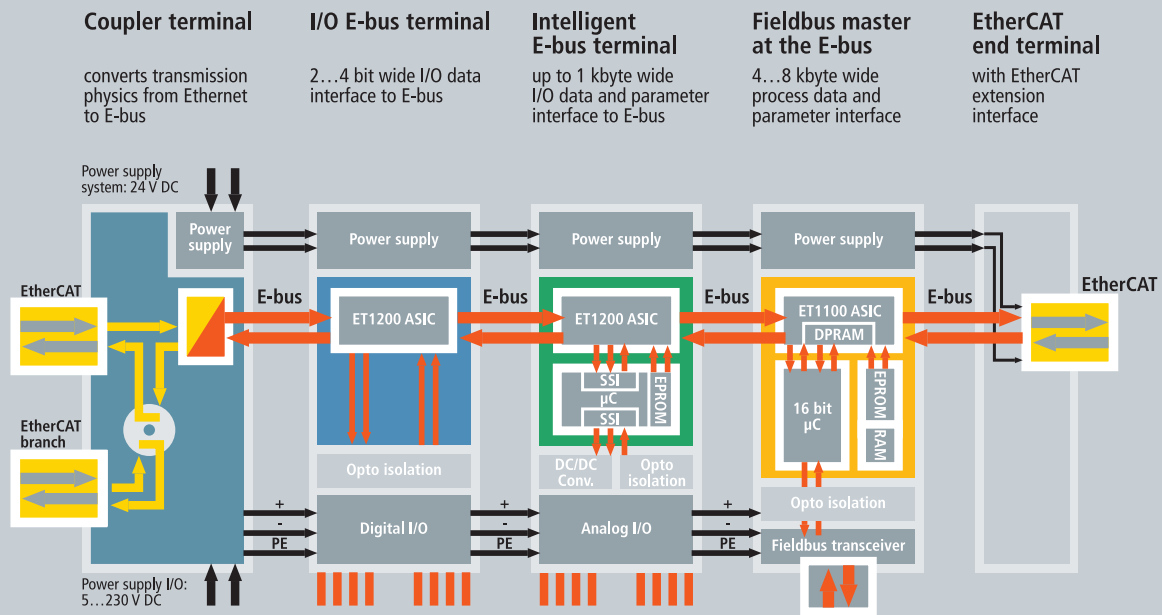 Coupler terminal
converts transmission
physics from Ethernet
to E-bus
I/O E-bus terminal
2…4 bit wide I/O data
interface to E-bus
Intelligent
E-bus terminal
up to 1 kbyte wide
I/O data and parameter
interface to E-bus
Fieldbus master
at the E-bus
4…8 kbyte wide
process data and
parameter interface
EtherCAT
end terminal
with EtherCAT
extension
interface
Power supply
system: 24 V DC
Power
supply
Power supply
Power supply
Power supply
EtherCAT
E-bus
ET1200 ASIC
E-bus
ET1200 ASIC
E-bus
ET1100 ASIC
DPRAM
E-bus
EtherCAT
SSI
µC
SSI
EPROM
16 bit
µC
EPROM
RAM
EtherCAT
branch
Opto isolation
DC/DC
Conv.
Opto
isolation
Opto isolation
+
-
PE
Digital I/O
+
-
PE
Analog I/O
+
-
PE
Fieldbus transceiver
Power supply I/O:
5…230 V DC